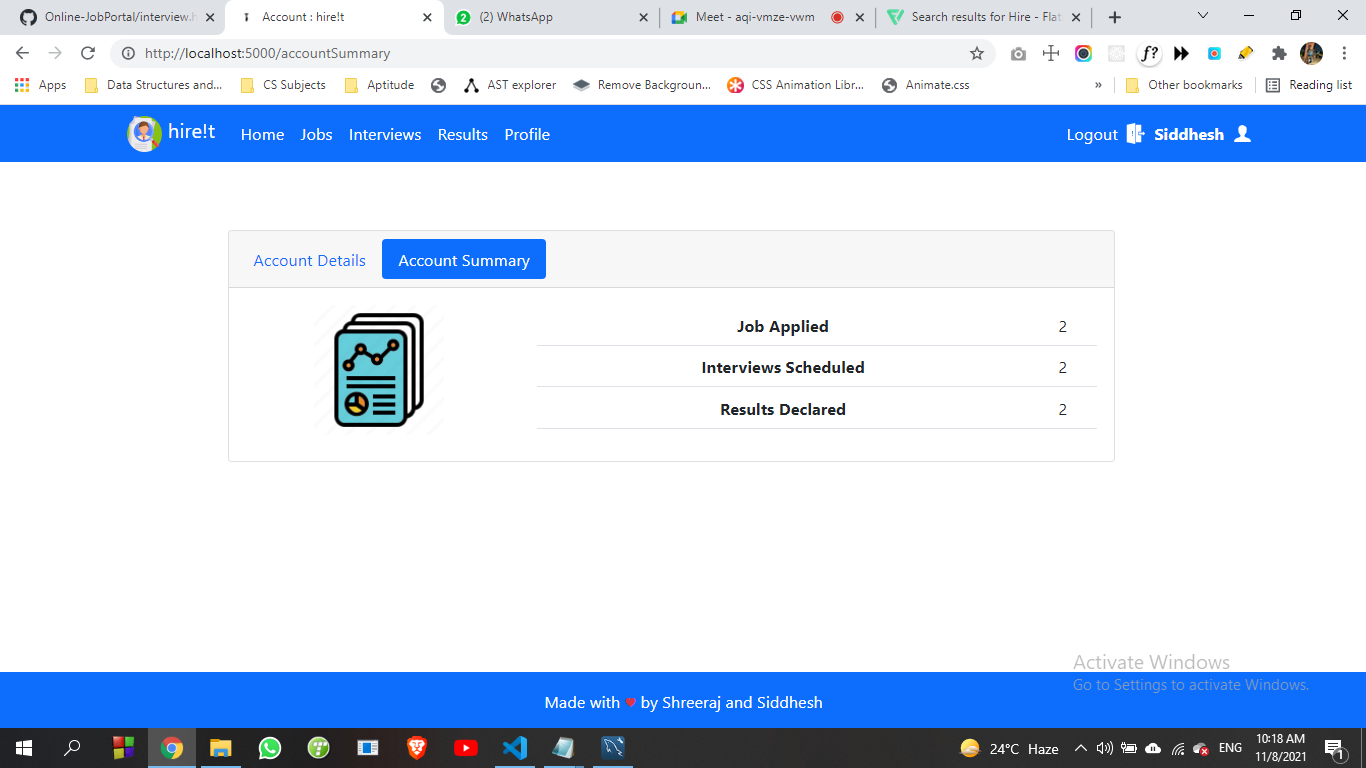 Online-JobPortal/interview.h
Account : hire!t
(2) WhatsApp
Meet - aqi-vmze-vwm
Search results for Hire - Flat
http://localhost:5000/accountSummary
f?
Apps
Data Structures and...
CS Subjects
Aptitude
AST explorer
Remove Backgroun...
CSS Animation Libr...
Animate.css
»
Other bookmarks
Reading list
hire!t
Home
Jobs
Interviews
Results
Profile
Logout
Siddhesh
Account Details
Account Summary
Job Applied 2
Interviews Scheduled 2
Results Declared 2
Activate Windows
Go to Settings to activate Windows.
Made with ❤ by Shreeraj and Siddhesh
24°C Haze
ENG
10:18 AM
11/8/2021
1